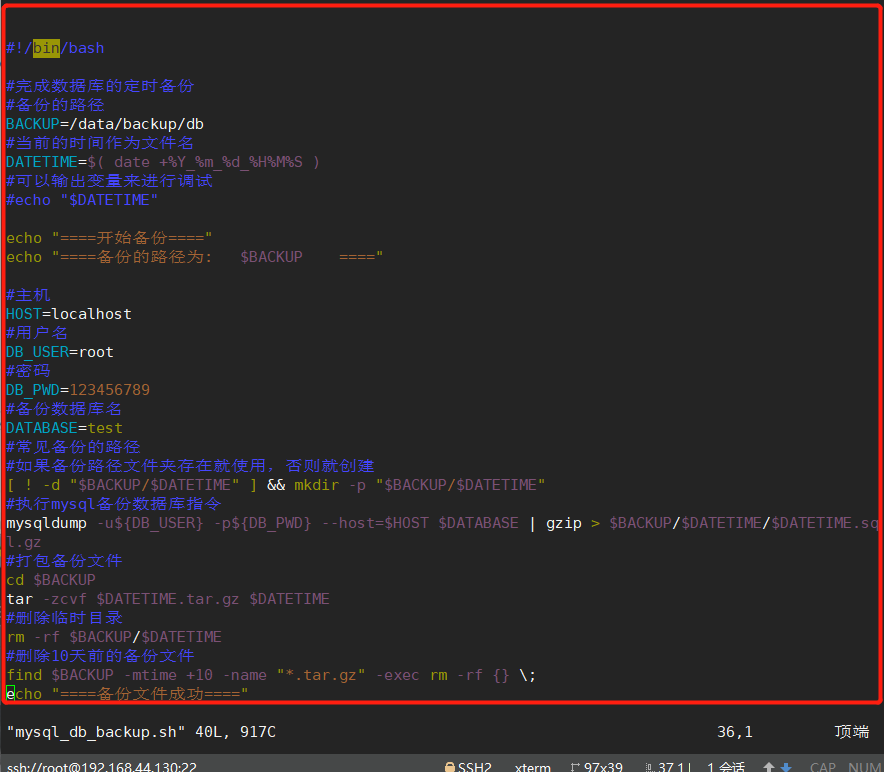 #!/bin/bash
#完成数据库的定时备份
#备份的路径
BACKUP=/data/backup/db
#当前的时间作为文件名
DATETIME=$( date +%Y_%m_%d_%H%M%S )
#可以输出变量来进行调试
#echo "$DATETIME"
echo "====开始备份===="
echo "====备份的路径为:   $BACKUP    ===="
#主机
HOST=localhost
#用户名
DB_USER=root
#密码
DB_PWD=123456789
#备份数据库名
DATABASE=test
#常见备份的路径
#如果备份路径文件夹存在就使用，否则就创建
[ ! -d "$BACKUP/$DATETIME" ] && mkdir -p "$BACKUP/$DATETIME"
#执行mysql备份数据库指令
mysqldump -u${DB_USER} -p${DB_PWD} --host=$HOST $DATABASE | gzip > $BACKUP/$DATETIME/$DATETIME.sq
l.gz
#打包备份文件
cd $BACKUP
tar -zcvf $DATETIME.tar.gz $DATETIME
#删除临时目录
rm -rf $BACKUP/$DATETIME
#删除10天前的备份文件
find $BACKUP -mtime +10 -name "*.tar.gz" -exec rm -rf {} \;
echo "====备份文件成功===="
"mysql_db_backup.sh" 40L, 917C 36,1 顶端
ssh://root@192.168.44.130:22 SSH2 xterm 97x39 37,1 1 会话 CAP NUM